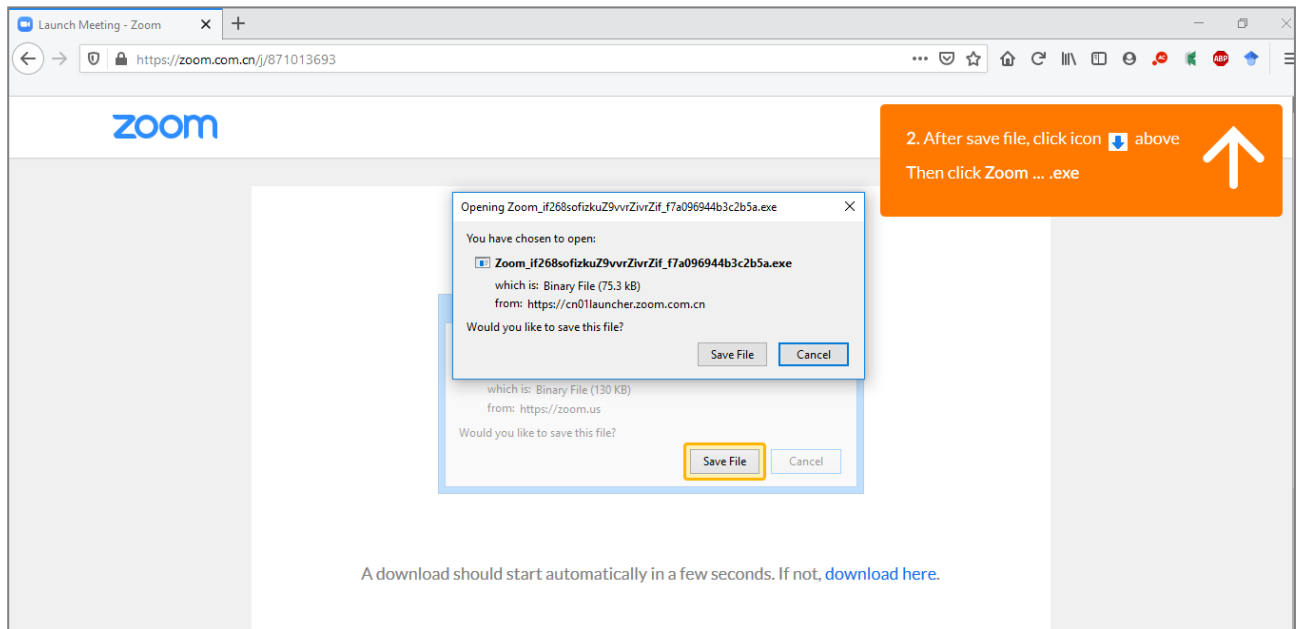 Launch Meeting - Zoom
https://zoom.com.cn/j/871013693
ABP
zoom
2. After save file, click icon above
Then click Zoom ... .exe
Opening Zoom_if268sofizkuZ9vvrZivrZif_f7a096944b3c2b5a.exe
You have chosen to open:
Zoom_if268sofizkuZ9vvrZivrZif_f7a096944b3c2b5a.exe
which is: Binary File (75.3 kB)
from: https://cn01launcher.zoom.com.cn
Would you like to save this file?
Save File Cancel
which is: Binary File (130 KB)
from: https://zoom.us
Would you like to save this file?
Save File Cancel
A download should start automatically in a few seconds. If not, download here.